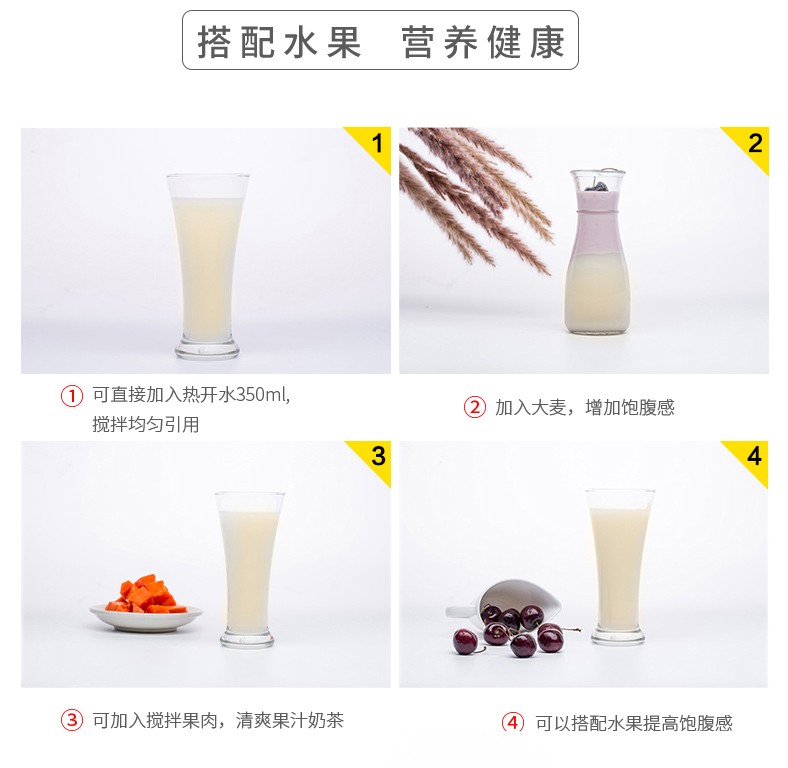 搭配水果 营养健康
1
2
① 可直接加入热开水350ml,
搅拌均匀引用
② 加入大麦，增加饱腹感
3
4
③ 可加入搅拌果肉，清爽果汁奶茶
④ 可以搭配水果提高饱腹感